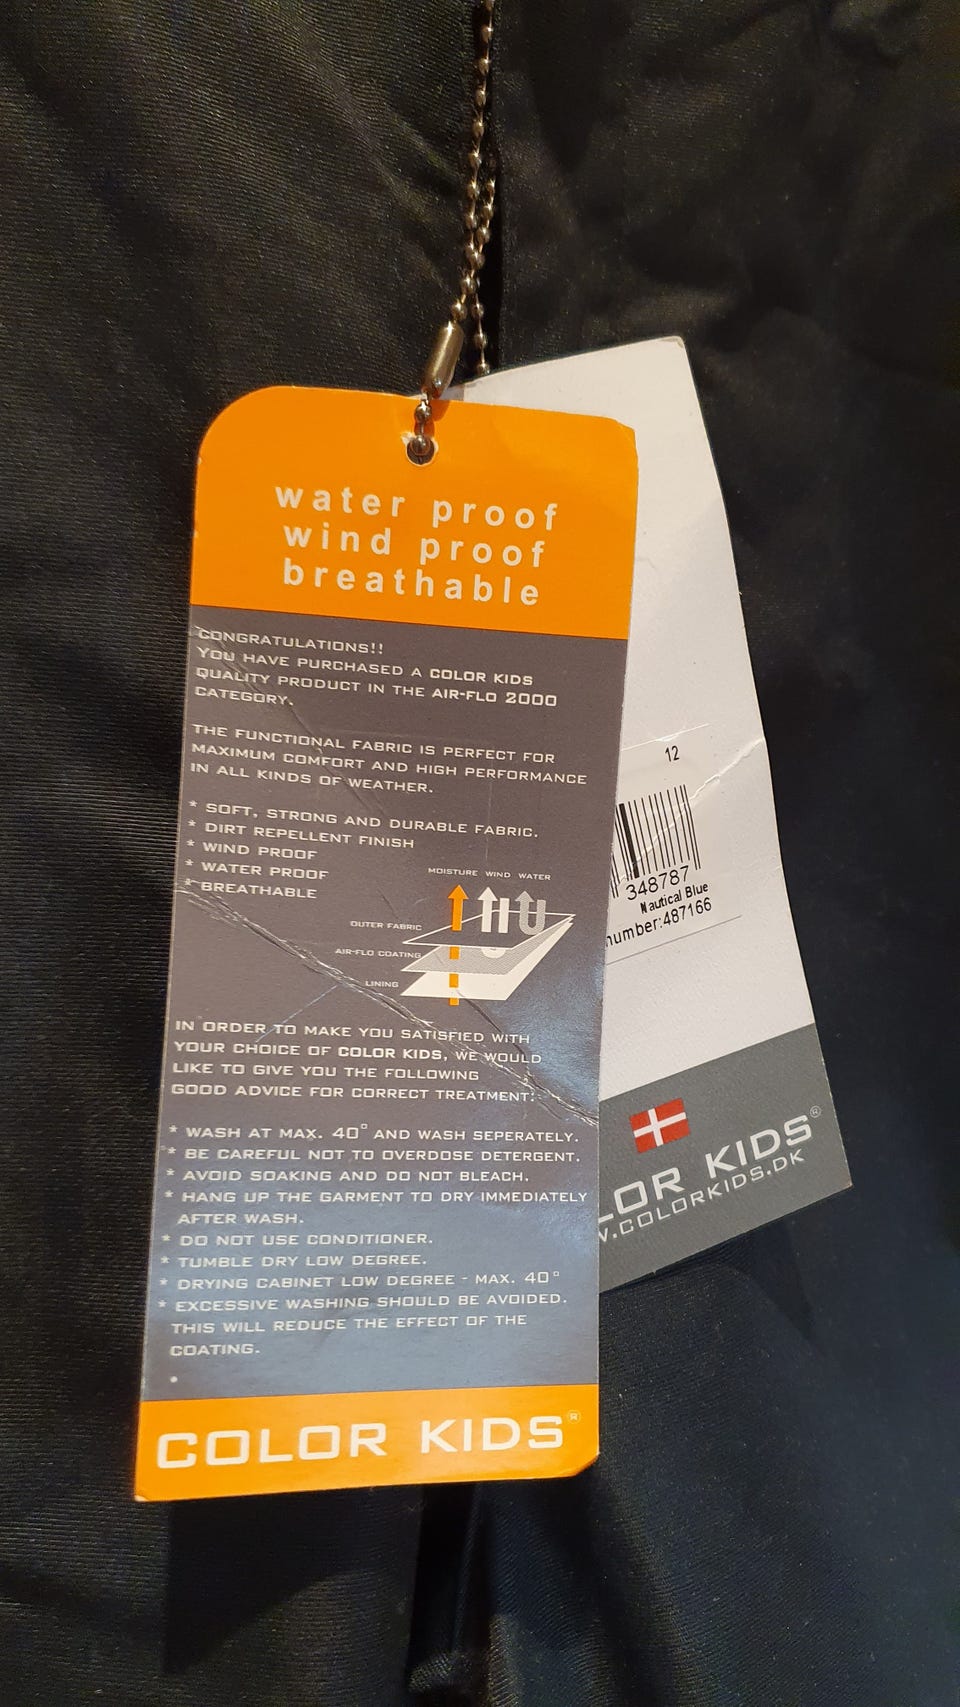 water proof
wind proof
breathable
CONGRATULATIONS!!
YOU HAVE PURCHASED A COLOR KIDS
QUALITY PRODUCT IN THE AIR-FLO 2000
CATEGORY.
THE FUNCTIONAL FABRIC IS PERFECT FOR
MAXIMUM COMFORT AND HIGH PERFORMANCE
IN ALL KINDS OF WEATHER.
* SOFT, STRONG AND DURABLE FABRIC.
* DIRT REPELLENT FINISH
* WIND PROOF
* WATER PROOF
* BREATHABLE
MOISTURE WIND WATER
OUTER FABRIC
AIR-FLO COATING
LINING
IN ORDER TO MAKE YOU SATISFIED WITH
YOUR CHOICE OF COLOR KIDS, WE WOULD
LIKE TO GIVE YOU THE FOLLOWING
GOOD ADVICE FOR CORRECT TREATMENT:
* WASH AT MAX. 40° AND WASH SEPERATELY.
* BE CAREFUL NOT TO OVERDOSE DETERGENT.
* AVOID SOAKING AND DO NOT BLEACH.
* HANG UP THE GARMENT TO DRY IMMEDIATELY
AFTER WASH.
* DO NOT USE CONDITIONER.
* TUMBLE DRY LOW DEGREE.
* DRYING CABINET LOW DEGREE - MAX. 40°
* EXCESSIVE WASHING SHOULD BE AVOIDED.
THIS WILL REDUCE THE EFFECT OF THE
COATING.
COLOR KIDS®
12
348787
Nautical Blue
number:487166
LOR KIDS®
W.COLORKIDS.DK